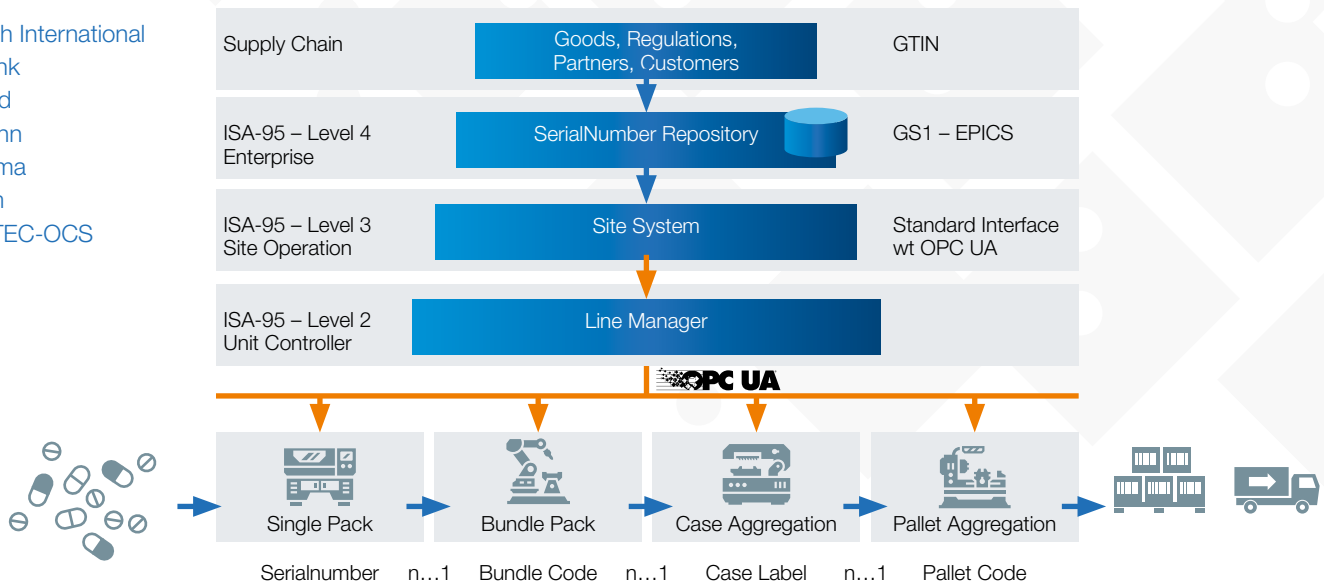 h International
nk
d
nn
ma
n
TEC-OCS
Supply Chain
Goods, Regulations,
Partners, Customers
GTIN
ISA-95 – Level 4
Enterprise
SerialNumber Repository
GS1 – EPICS
ISA-95 – Level 3
Site Operation
Site System
Standard Interface
wt OPC UA
ISA-95 – Level 2
Unit Controller
Line Manager
OPC UA
Single Pack
Bundle Pack
Case Aggregation
Pallet Aggregation
Serialnumber n…1 Bundle Code n…1 Case Label n…1 Pallet Code